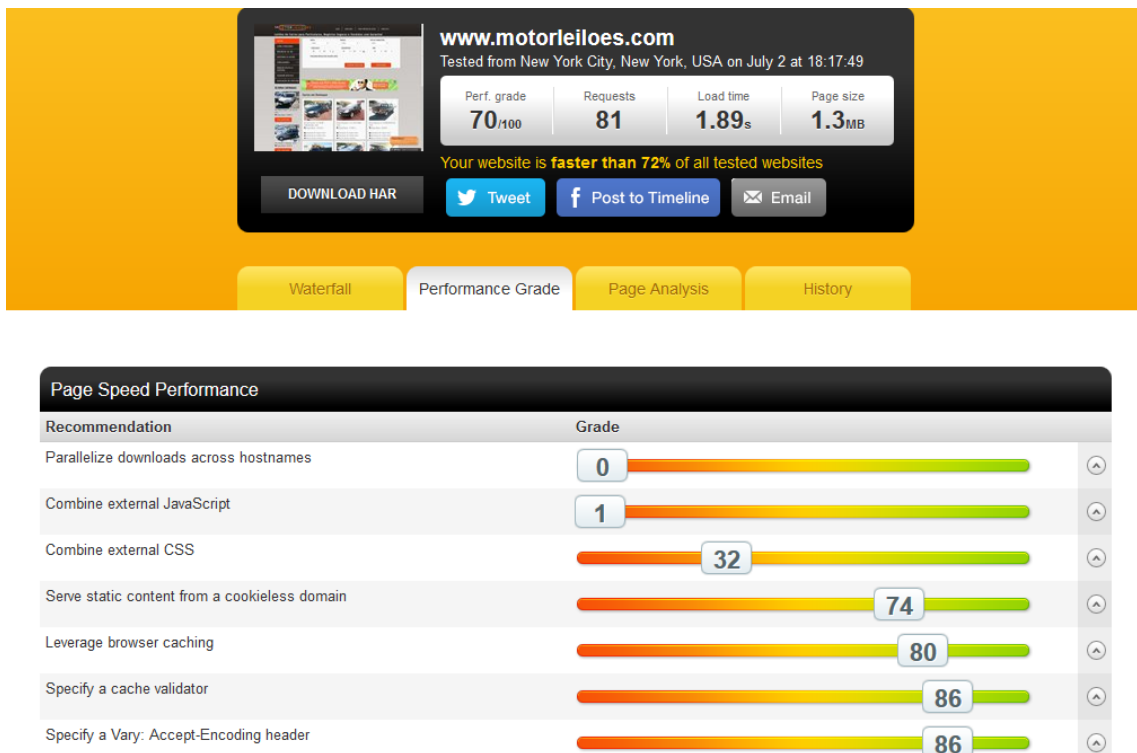 www.motorleiloes.com
Tested from New York City, New York, USA on July 2 at 18:17:49
Perf. grade Requests Load time Page size
70/100 81 1.89s 1.3MB
Your website is faster than 72% of all tested websites
DOWNLOAD HAR Tweet Post to Timeline Email
Waterfall Performance Grade Page Analysis History
Page Speed Performance
Recommendation Grade
Parallelize downloads across hostnames 0
Combine external JavaScript 1
Combine external CSS 32
Serve static content from a cookieless domain 74
Leverage browser caching 80
Specify a cache validator 86
Specify a Vary: Accept-Encoding header 86